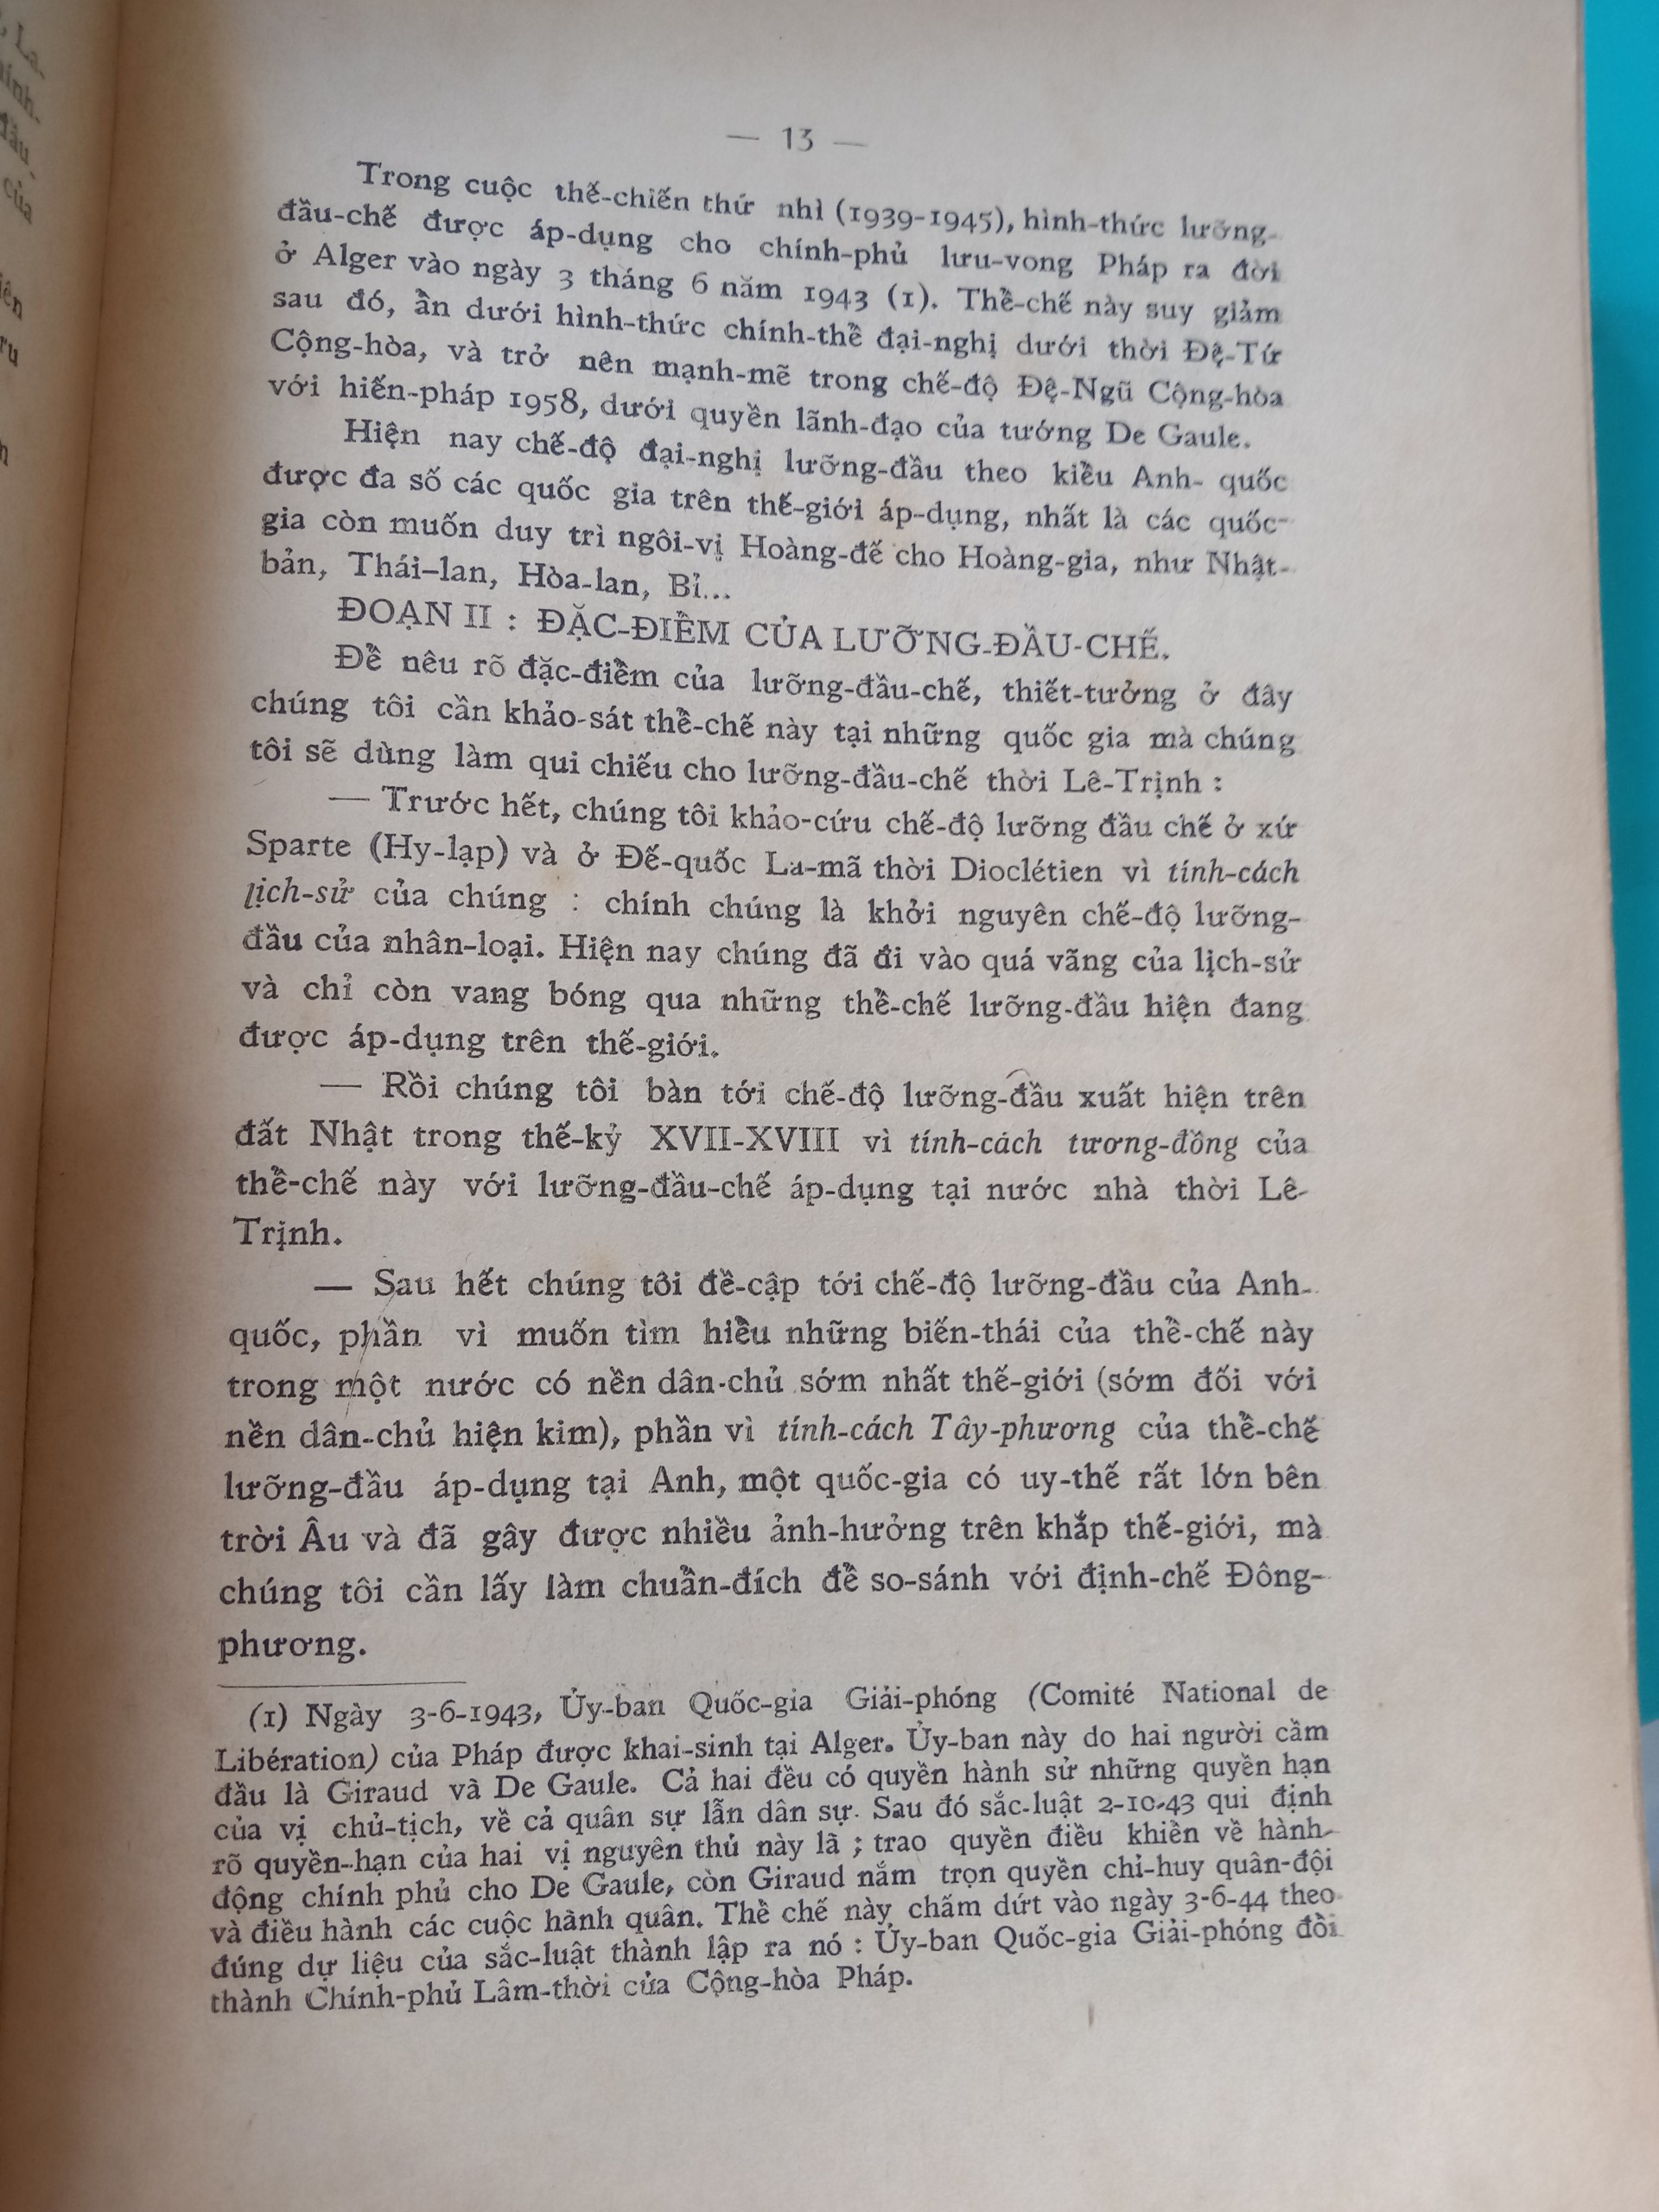 — 13 —
Trong cuộc thế-chiến thứ nhì (1939-1945), hình-thức lưỡng-
đầu-chế được áp-dụng cho chính-phủ lưu-vong Pháp ra đời
ở Alger vào ngày 3 tháng 6 năm 1943 (1). Thể-chế này suy giảm
sau đó, ẩn dưới hình-thức chính-thể đại-nghị dưới thời Đệ-Tứ
Cộng-hòa, và trở nên mạnh-mẽ trong chế-độ Đệ-Ngũ Cộng-hòa
với hiến-pháp 1958, dưới quyền lãnh-đạo của tướng De Gaule.
Hiện nay chế-độ đại-nghị lưỡng-đầu theo kiểu Anh- quốc
được đa số các quốc gia trên thế-giới áp-dụng, nhất là các quốc-
gia còn muốn duy trì ngôi-vị Hoàng-đế cho Hoàng-gia, như Nhật-
bản, Thái-lan, Hòa-lan, Bỉ...
ĐOẠN II : ĐẶC-ĐIỂM CỦA LƯỠNG-ĐẦU-CHẾ.
Để nêu rõ đặc-điểm của lưỡng-đầu-chế, thiết-tưởng ở đây
chúng tôi cần khảo-sát thể-chế này tại những quốc gia mà chúng
tôi sẽ dùng làm qui chiếu cho lưỡng-đầu-chế thời Lê-Trịnh :
— Trước hết, chúng tôi khảo-cứu chế-độ lưỡng đầu chế ở xứ
Sparte (Hy-lạp) và ở Đế-quốc La-mã thời Dioclétien vì tính-cách
lịch-sử của chúng : chính chúng là khởi nguyên chế-độ lưỡng-
đầu của nhân-loại. Hiện nay chúng đã đi vào quá vãng của lịch-sử
và chỉ còn vang bóng qua những thể-chế lưỡng-đầu hiện đang
được áp-dụng trên thế-giới.
— Rồi chúng tôi bàn tới chế-độ lưỡng-đầu xuất hiện trên
đất Nhật trong thế-kỷ XVII-XVIII vì tính-cách tương-đồng của
thể-chế này với lưỡng-đầu-chế áp-dụng tại nước nhà thời Lê-
Trịnh.
— Sau hết chúng tôi đề-cập tới chế-độ lưỡng-đầu của Anh-
quốc, phần vì muốn tìm hiểu những biến-thái của thể-chế này
trong một nước có nền dân-chủ sớm nhất thế-giới (sớm đối với
nền dân-chủ hiện kim), phần vì tính-cách Tây-phương của thể-chế
lưỡng-đầu áp-dụng tại Anh, một quốc-gia có uy-thế rất lớn bên
trời Âu và đã gây được nhiều ảnh-hưởng trên khắp thế-giới, mà
chúng tôi cần lấy làm chuẩn-đích để so-sánh với định-chế Đông-
phương.
(1) Ngày 3-6-1943, Ủy-ban Quốc-gia Giải-phóng (Comité National de
Libération) của Pháp được khai-sinh tại Alger. Ủy-ban này do hai người cầm
đầu là Giraud và De Gaule. Cả hai đều có quyền hành sử những quyền hạn
của vị chủ-tịch, về cả quân sự lẫn dân sự. Sau đó sắc-luật 2-10-43 qui định
rõ quyền-hạn của hai vị nguyên thủ này là ; trao quyền điều khiển về hành-
động chính phủ cho De Gaule, còn Giraud nắm trọn quyền chỉ-huy quân-đội
và điều hành các cuộc hành quân. Thể chế này chấm dứt vào ngày 3-6-44 theo
đúng dự liệu của sắc-luật thành lập ra nó : Ủy-ban Quốc-gia Giải-phóng đổi
thành Chính-phủ Lâm-thời của Cộng-hòa Pháp.